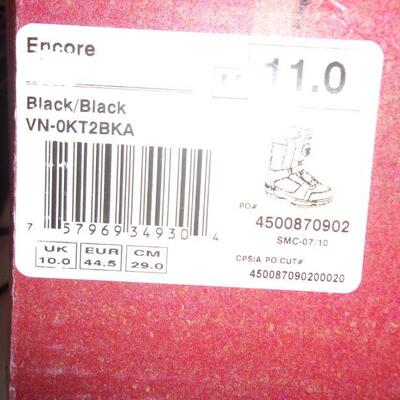 Encore
11.0
Black/Black
VN-0KT2BKA
PO#
4500870902
SMC-07/10
7 57969 34930 4
UK EUR CM
10.0 44.5 29.0
CPSIA PO:CUT#
450087090200020